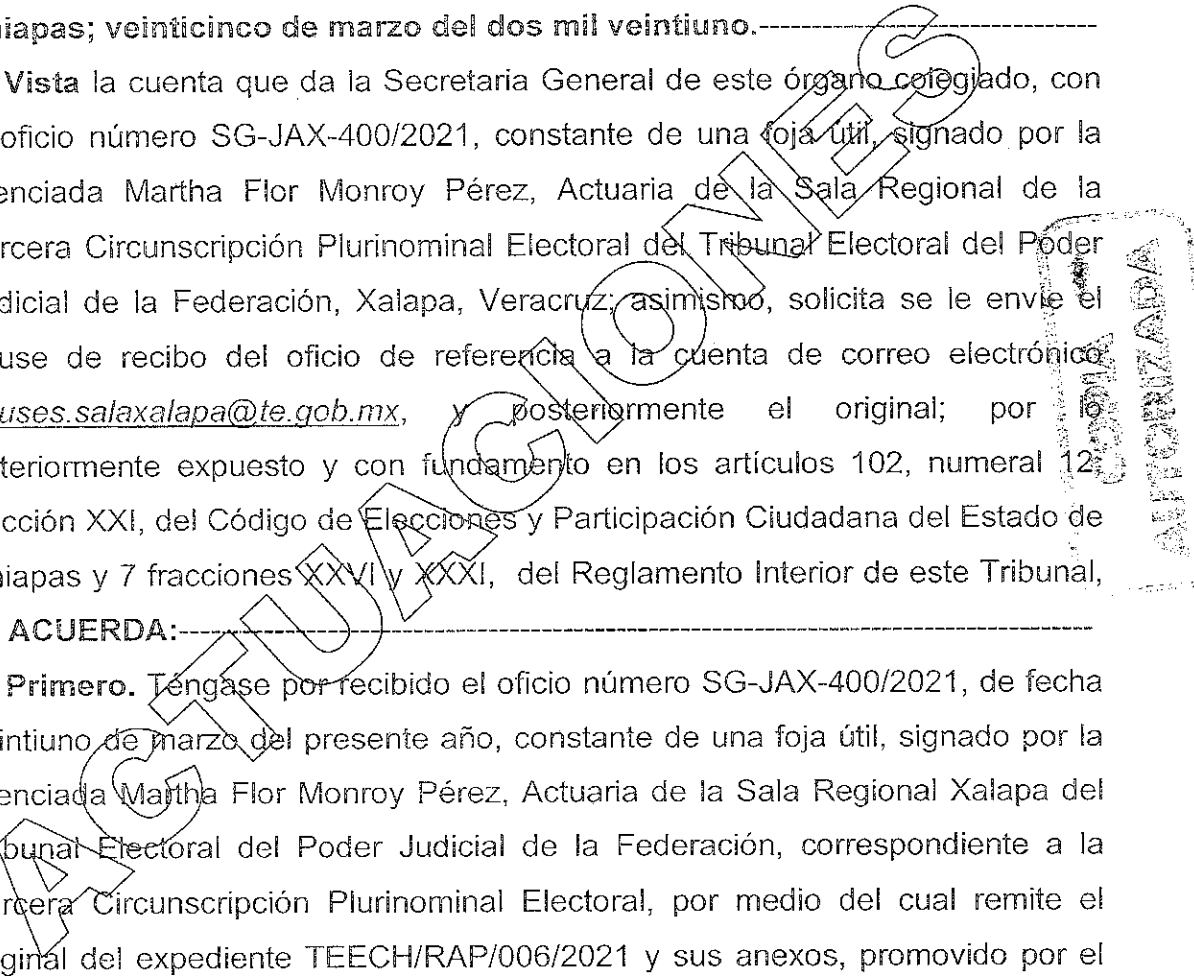 iapas; veinticinco de marzo del dos mil veintiuno.-----------------------------------
Vista la cuenta que da la Secretaria General de este órgano colegiado, con
oficio número SG-JAX-400/2021, constante de una foja útil, signado por la
enciada Martha Flor Monroy Pérez, Actuaria de la Sala Regional de la
rcera Circunscripción Plurinominal Electoral del Tribunal Electoral del Poder
dicial de la Federación, Xalapa, Veracruz; asimismo, solicita se le envíe el
use de recibo del oficio de referencia a la cuenta de correo electrónico
uses.salaxalapa@te.gob.mx, y posteriormente el original; por lo
teriormente expuesto y con fundamento en los artículos 102, numeral 12,
cción XXI, del Código de Elecciones y Participación Ciudadana del Estado de
iapas y 7 fracciones XXVI y XXXI, del Reglamento Interior de este Tribunal,
ACUERDA:-----------------------------------------------------------------------------------
Primero. Téngase por recibido el oficio número SG-JAX-400/2021, de fecha
intiuno de marzo del presente año, constante de una foja útil, signado por la
enciada Martha Flor Monroy Pérez, Actuaria de la Sala Regional Xalapa del
bunal Electoral del Poder Judicial de la Federación, correspondiente a la
rcera Circunscripción Plurinominal Electoral, por medio del cual remite el
ginal del expediente TEECH/RAP/006/2021 y sus anexos, promovido por el
ACTUACIONES
COPIA
AUTORIZADA